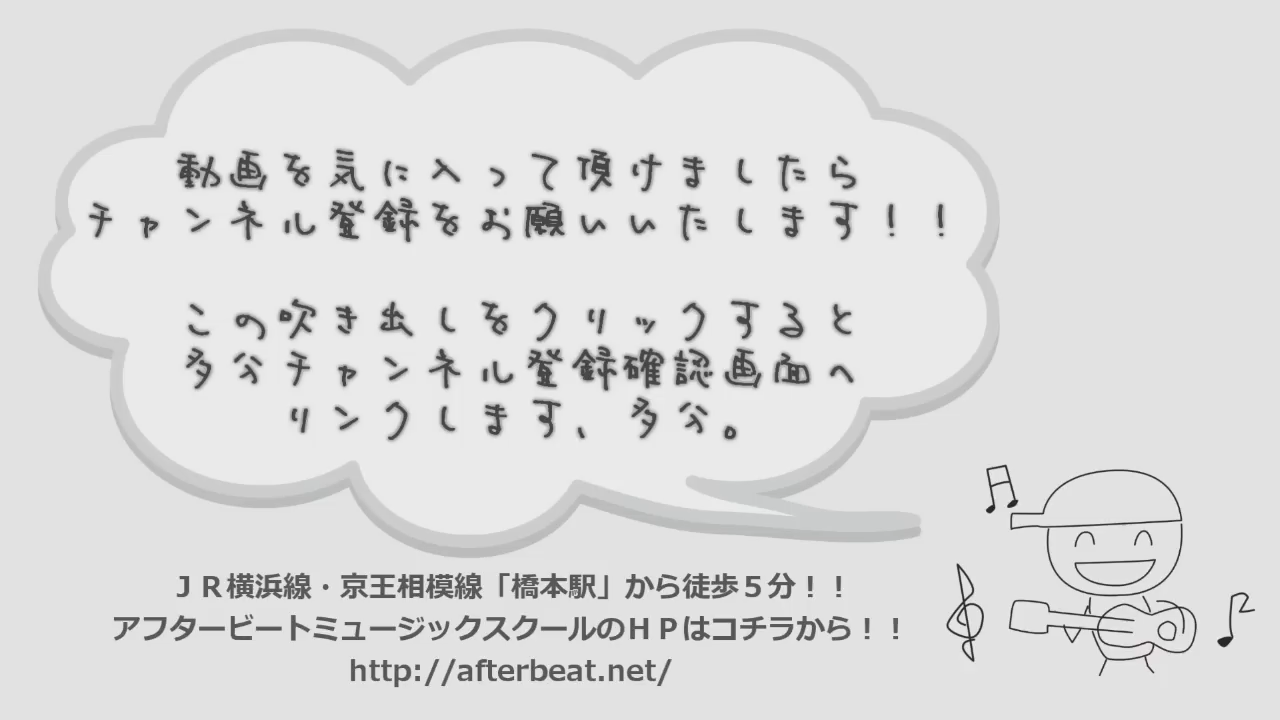 動画を気に入って頂けましたら
チャンネル登録をお願いいたします！！
この吹き出しをクリックすると
多分チャンネル登録確認画面へ
リンクします、多分。
ＪＲ横浜線・京王相模線「橋本駅」から徒歩５分！！
アフタービートミュージックスクールのＨＰはコチラから！！
http://afterbeat.net/